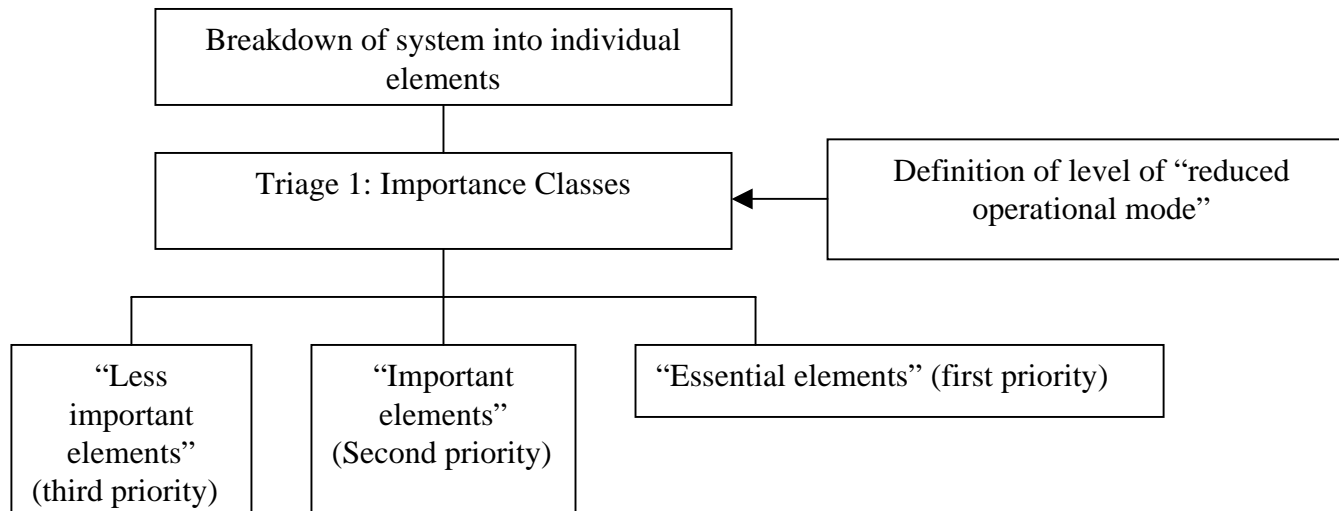 Breakdown of system into individual
elements
Triage 1: Importance Classes
Definition of level of “reduced
operational mode”
“Less
important
elements”
(third priority)
“Important
elements”
(Second priority)
“Essential elements” (first priority)